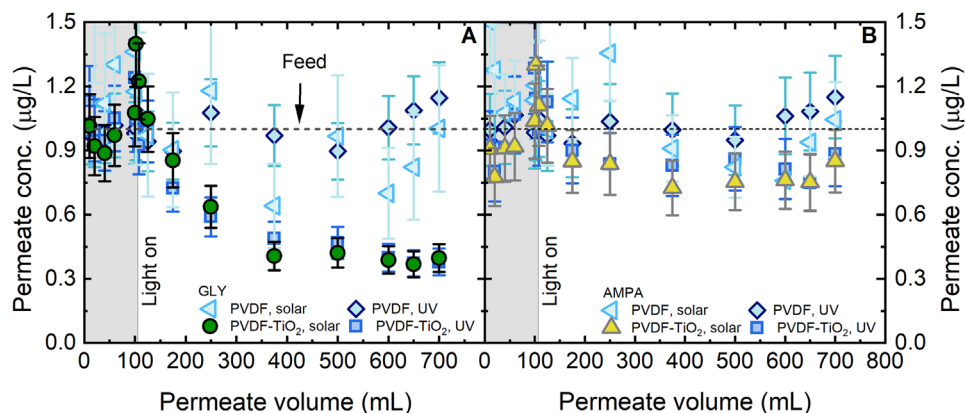 1.5
1.2
0.9
0.6
0.3
0.0
Permeate conc. (µg/L)
A
Feed
Light on
GLY
PVDF, solar
PVDF, UV
PVDF-TiO₂, solar
PVDF-TiO₂, UV
0 100 200 300 400 500 600 700
Permeate volume (mL)
B
Light on
AMPA
PVDF, solar
PVDF, UV
PVDF-TiO₂, solar
PVDF-TiO₂, UV
0 100 200 300 400 500 600 700 800
Permeate volume (mL)
1.5
1.2
0.9
0.6
0.3
0.0
Permeate conc. (µg/L)